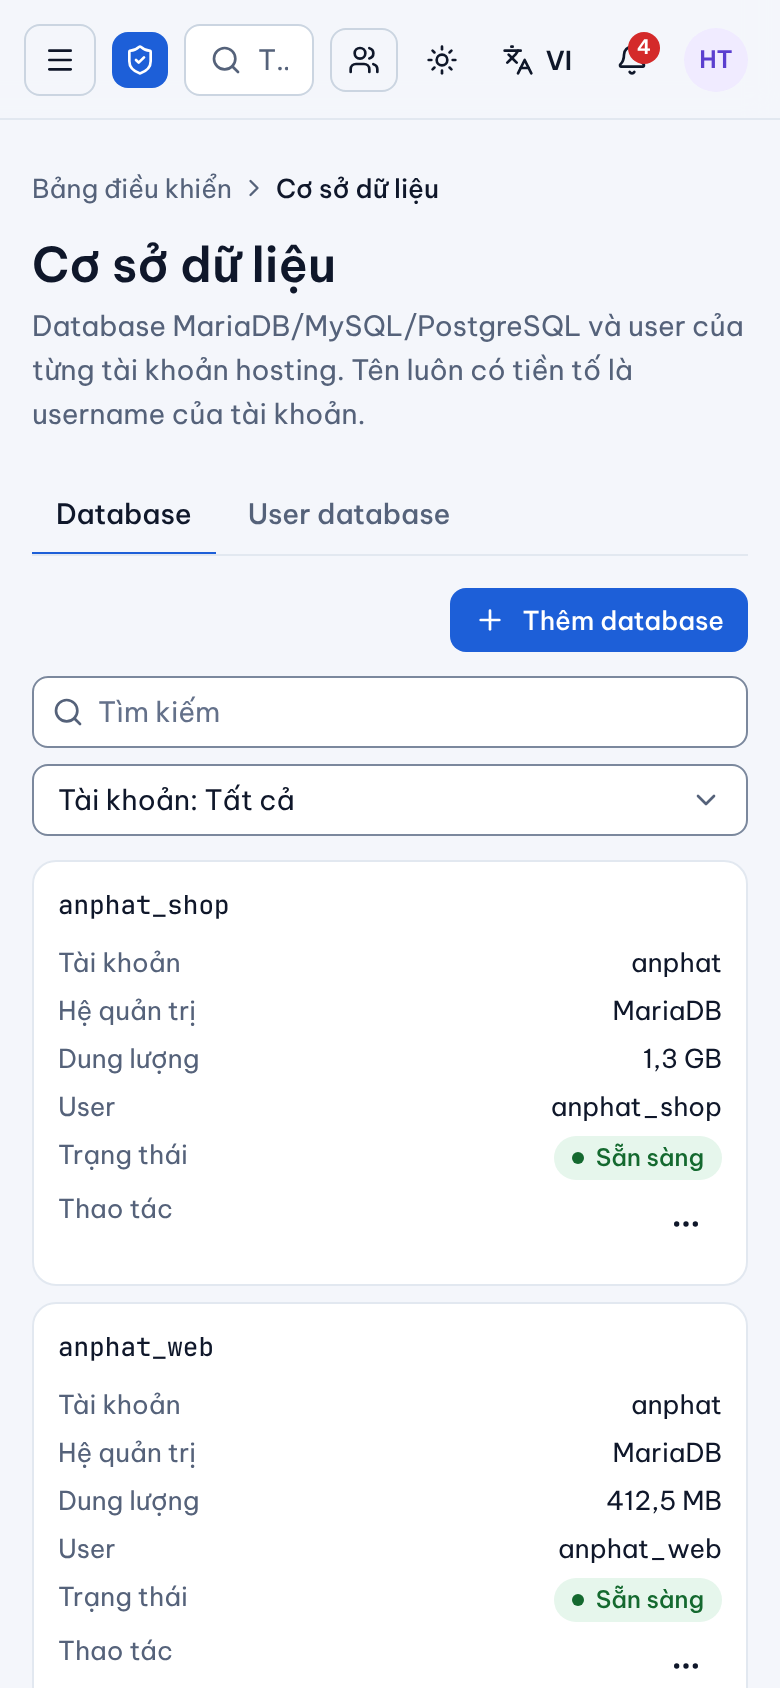 T..
VI
4
HT
Bảng điều khiển > Cơ sở dữ liệu
Cơ sở dữ liệu
Database MariaDB/MySQL/PostgreSQL và user của
từng tài khoản hosting. Tên luôn có tiền tố là
username của tài khoản.
Database User database
+ Thêm database
Tìm kiếm
Tài khoản: Tất cả
anphat_shop
Tài khoản anphat
Hệ quản trị MariaDB
Dung lượng 1,3 GB
User anphat_shop
Trạng thái Sẵn sàng
Thao tác ...
anphat_web
Tài khoản anphat
Hệ quản trị MariaDB
Dung lượng 412,5 MB
User anphat_web
Trạng thái Sẵn sàng
Thao tác ...